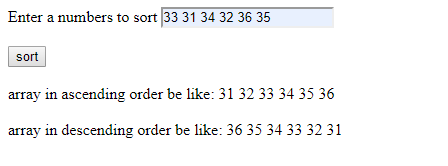 Enter a numbers to sort 33 31 34 32 36 35
sort
array in ascending order be like: 31 32 33 34 35 36
array in descending order be like: 36 35 34 33 32 31